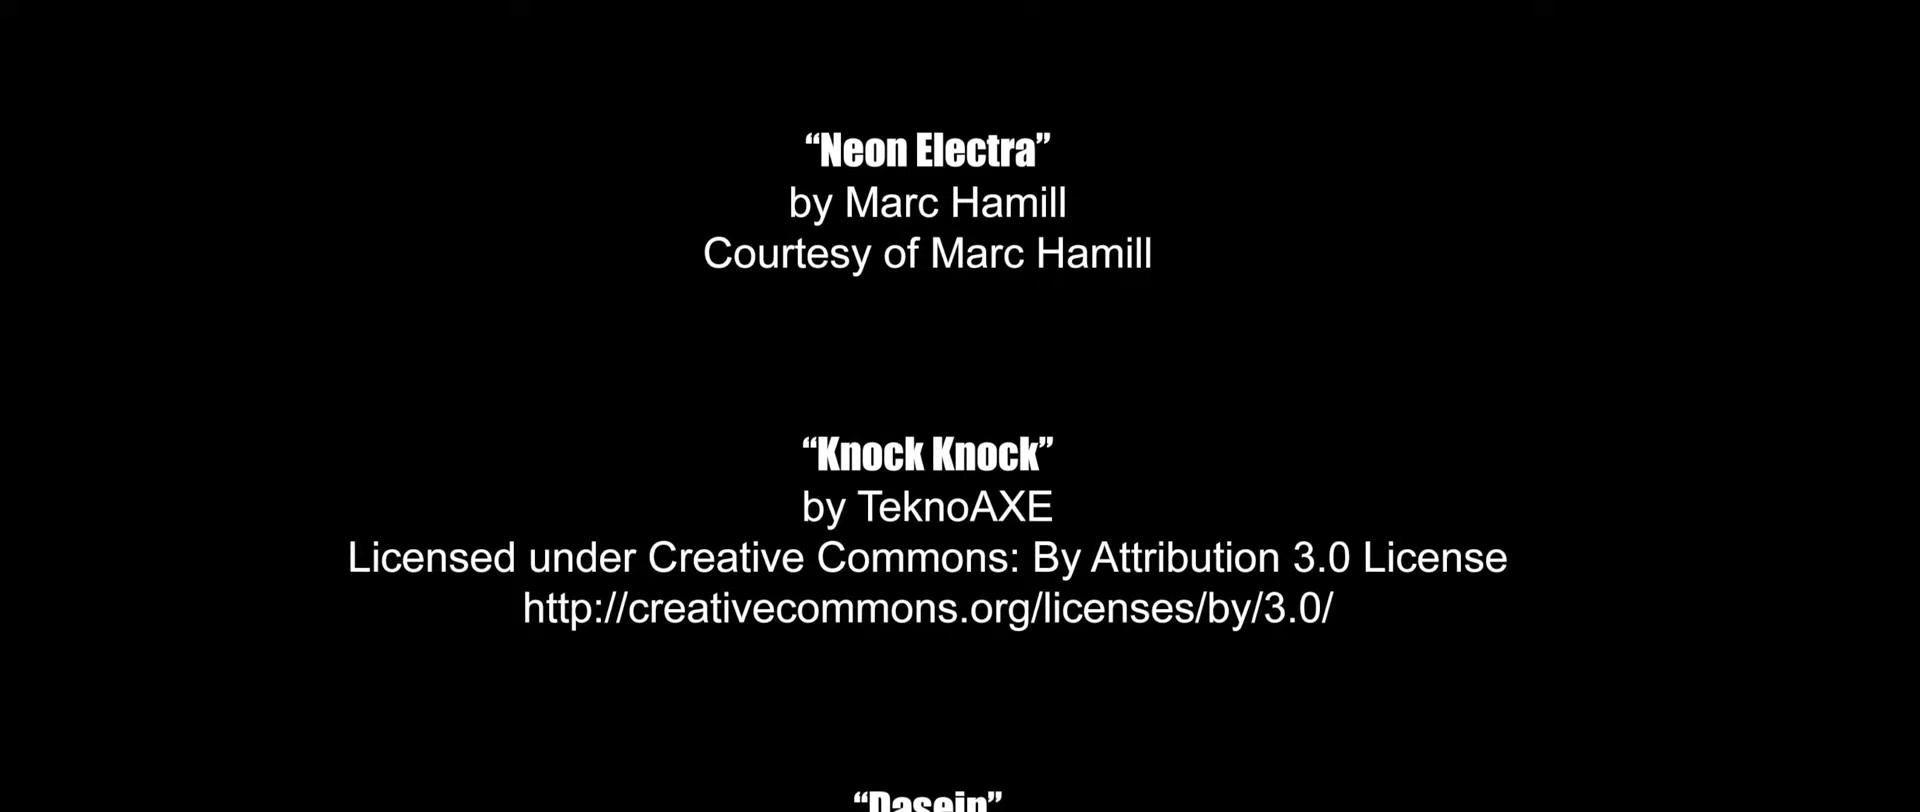 “Neon Electra”
by Marc Hamill
Courtesy of Marc Hamill
“Knock Knock”
by TeknoAXE
Licensed under Creative Commons: By Attribution 3.0 License
http://creativecommons.org/licenses/by/3.0/
“Dasein”